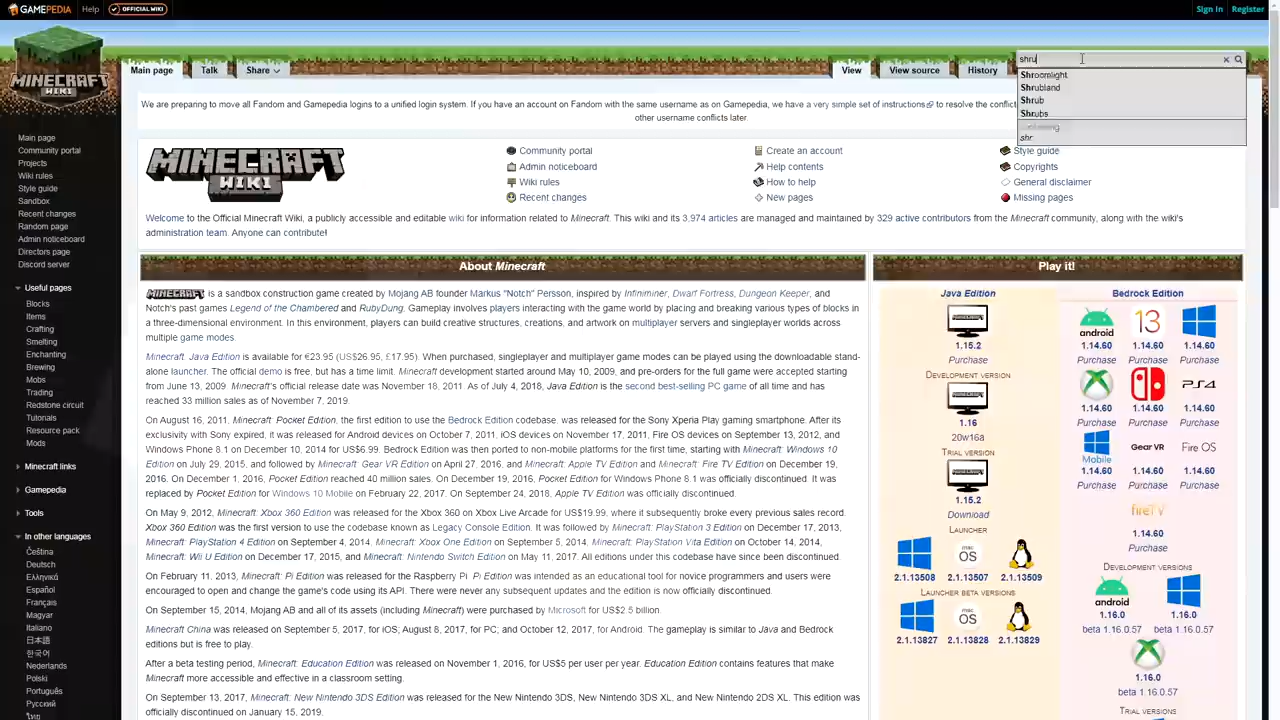 GAMEPEDIA Help OFFICIAL WIKI Sign In Register
MINECRAFT WIKI
Main page Talk Share View View source History
shru
Shroomlight
Shrubland
Shrub
Shrubs
shr
We are preparing to move all Fandom and Gamepedia logins to a unified login system. If you have an account on Fandom with the same username as on Gamepedia, we have a very simple set of instructions to resolve the conflict
other username conflicts later.
Main page
Community portal
Projects
Wiki rules
Style guide
Sandbox
Recent changes
Random page
Admin noticeboard
Directors page
Discord server
Useful pages
Blocks
Items
Crafting
Smelting
Enchanting
Brewing
Mobs
Trading
Redstone circuit
Tutorials
Resource pack
Mods
Minecraft links
Gamepedia
Tools
In other languages
Čeština
Deutsch
Ελληνικά
Español
Français
Magyar
Italiano
日本語
한국어
Nederlands
Polski
Português
Русский
ไทย
MINECRAFT WIKI
Community portal Create an account Style guide
Admin noticeboard Help contents Copyrights
Wiki rules How to help General disclaimer
Recent changes New pages Missing pages
Welcome to the Official Minecraft Wiki, a publicly accessible and editable wiki for information related to Minecraft. This wiki and its 3,974 articles are managed and maintained by 329 active contributors from the Minecraft community, along with the wiki's
administration team. Anyone can contribute!
About Minecraft
MINECRAFT is a sandbox construction game created by Mojang AB founder Markus "Notch" Persson, inspired by Infiniminer, Dwarf Fortress, Dungeon Keeper, and
Notch's past games Legend of the Chambered and RubyDung. Gameplay involves players interacting with the game world by placing and breaking various types of blocks in
a three-dimensional environment. In this environment, players can build creative structures, creations, and artwork on multiplayer servers and singleplayer worlds across
multiple game modes.
Minecraft: Java Edition is available for €23.95 (US$26.95, £17.95). When purchased, singleplayer and multiplayer game modes can be played using the downloadable stand-
alone launcher. The official demo is free, but has a time limit. Minecraft development started around May 10, 2009, and pre-orders for the full game were accepted starting
from June 13, 2009. Minecraft's official release date was November 18, 2011. As of July 4, 2018, Java Edition is the second best-selling PC game of all time and has
reached 33 million sales as of November 7, 2019.
On August 16, 2011, Minecraft: Pocket Edition, the first edition to use the Bedrock Edition codebase, was released for the Sony Xperia Play gaming smartphone. After its
exclusivity with Sony expired, it was released for Android devices on October 7, 2011, iOS devices on November 17, 2011, Fire OS devices on September 13, 2012, and
Windows Phone 8.1 on December 10, 2014 for US$6.99. Bedrock Edition was then ported to non-mobile platforms for the first time, starting with Minecraft: Windows 10
Edition on July 29, 2015, and followed by Minecraft: Gear VR Edition on April 27, 2016, and Minecraft: Apple TV Edition and Minecraft: Fire TV Edition on December 19,
2016. On December 1, 2016, Pocket Edition reached 40 million sales. On December 19, 2016, Pocket Edition for Windows Phone 8.1 was officially discontinued. It was
replaced by Pocket Edition for Windows 10 Mobile on February 22, 2017. On September 24, 2018, Apple TV Edition was officially discontinued.
On May 9, 2012, Minecraft: Xbox 360 Edition was released for the Xbox 360 on Xbox Live Arcade for US$19.99, where it subsequently broke every previous sales record.
Xbox 360 Edition was the first version to use the codebase known as Legacy Console Edition. It was followed by Minecraft: PlayStation 3 Edition on December 17, 2013,
Minecraft: PlayStation 4 Edition on September 4, 2014, Minecraft: Xbox One Edition on September 5, 2014, Minecraft: PlayStation Vita Edition on October 14, 2014,
Minecraft: Wii U Edition on December 17, 2015, and Minecraft: Nintendo Switch Edition on May 11, 2017. All editions under this codebase have since been discontinued.
On February 11, 2013, Minecraft: Pi Edition was released for the Raspberry Pi. Pi Edition was intended as an educational tool for novice programmers and users were
encouraged to open and change the game's code using its API. There were never any subsequent updates and the edition is now officially discontinued.
On September 15, 2014, Mojang AB and all of its assets (including Minecraft) were purchased by Microsoft for US$2.5 billion.
Minecraft China was released on September 5, 2017, for iOS; August 8, 2017, for PC; and October 12, 2017, for Android. The gameplay is similar to Java and Bedrock
editions but is free to play.
After a beta testing period, Minecraft: Education Edition was released on November 1, 2016, for US$5 per user per year. Education Edition contains features that make
Minecraft more accessible and effective in a classroom setting.
On September 13, 2017, Minecraft: New Nintendo 3DS Edition was released for the New Nintendo 3DS, New Nintendo 3DS XL, and New Nintendo 2DS XL. This edition was
officially discontinued on January 15, 2019.
Play it!
Java Edition
1.15.2
Purchase
Development version
1.16
20w16a
Trial version
1.15.2
Download
Launcher
mac OS
2.1.13508 2.1.13507 2.1.13509
Launcher beta versions
mac OS
2.1.13827 2.1.13828 2.1.13829
Bedrock Edition
android 13
1.14.60 1.14.60 1.14.60
Purchase Purchase Purchase
PS4
1.14.60 1.14.60 1.14.60
Purchase Purchase Purchase
Mobile Gear VR Fire OS
1.14.60 1.14.60 1.14.60
Purchase Purchase Purchase
fireTV
1.14.60
Purchase
Development versions
android
1.16.0 1.16.0
beta 1.16.0.57 beta 1.16.0.57
1.16.0
beta 1.16.0.57
Trial versions